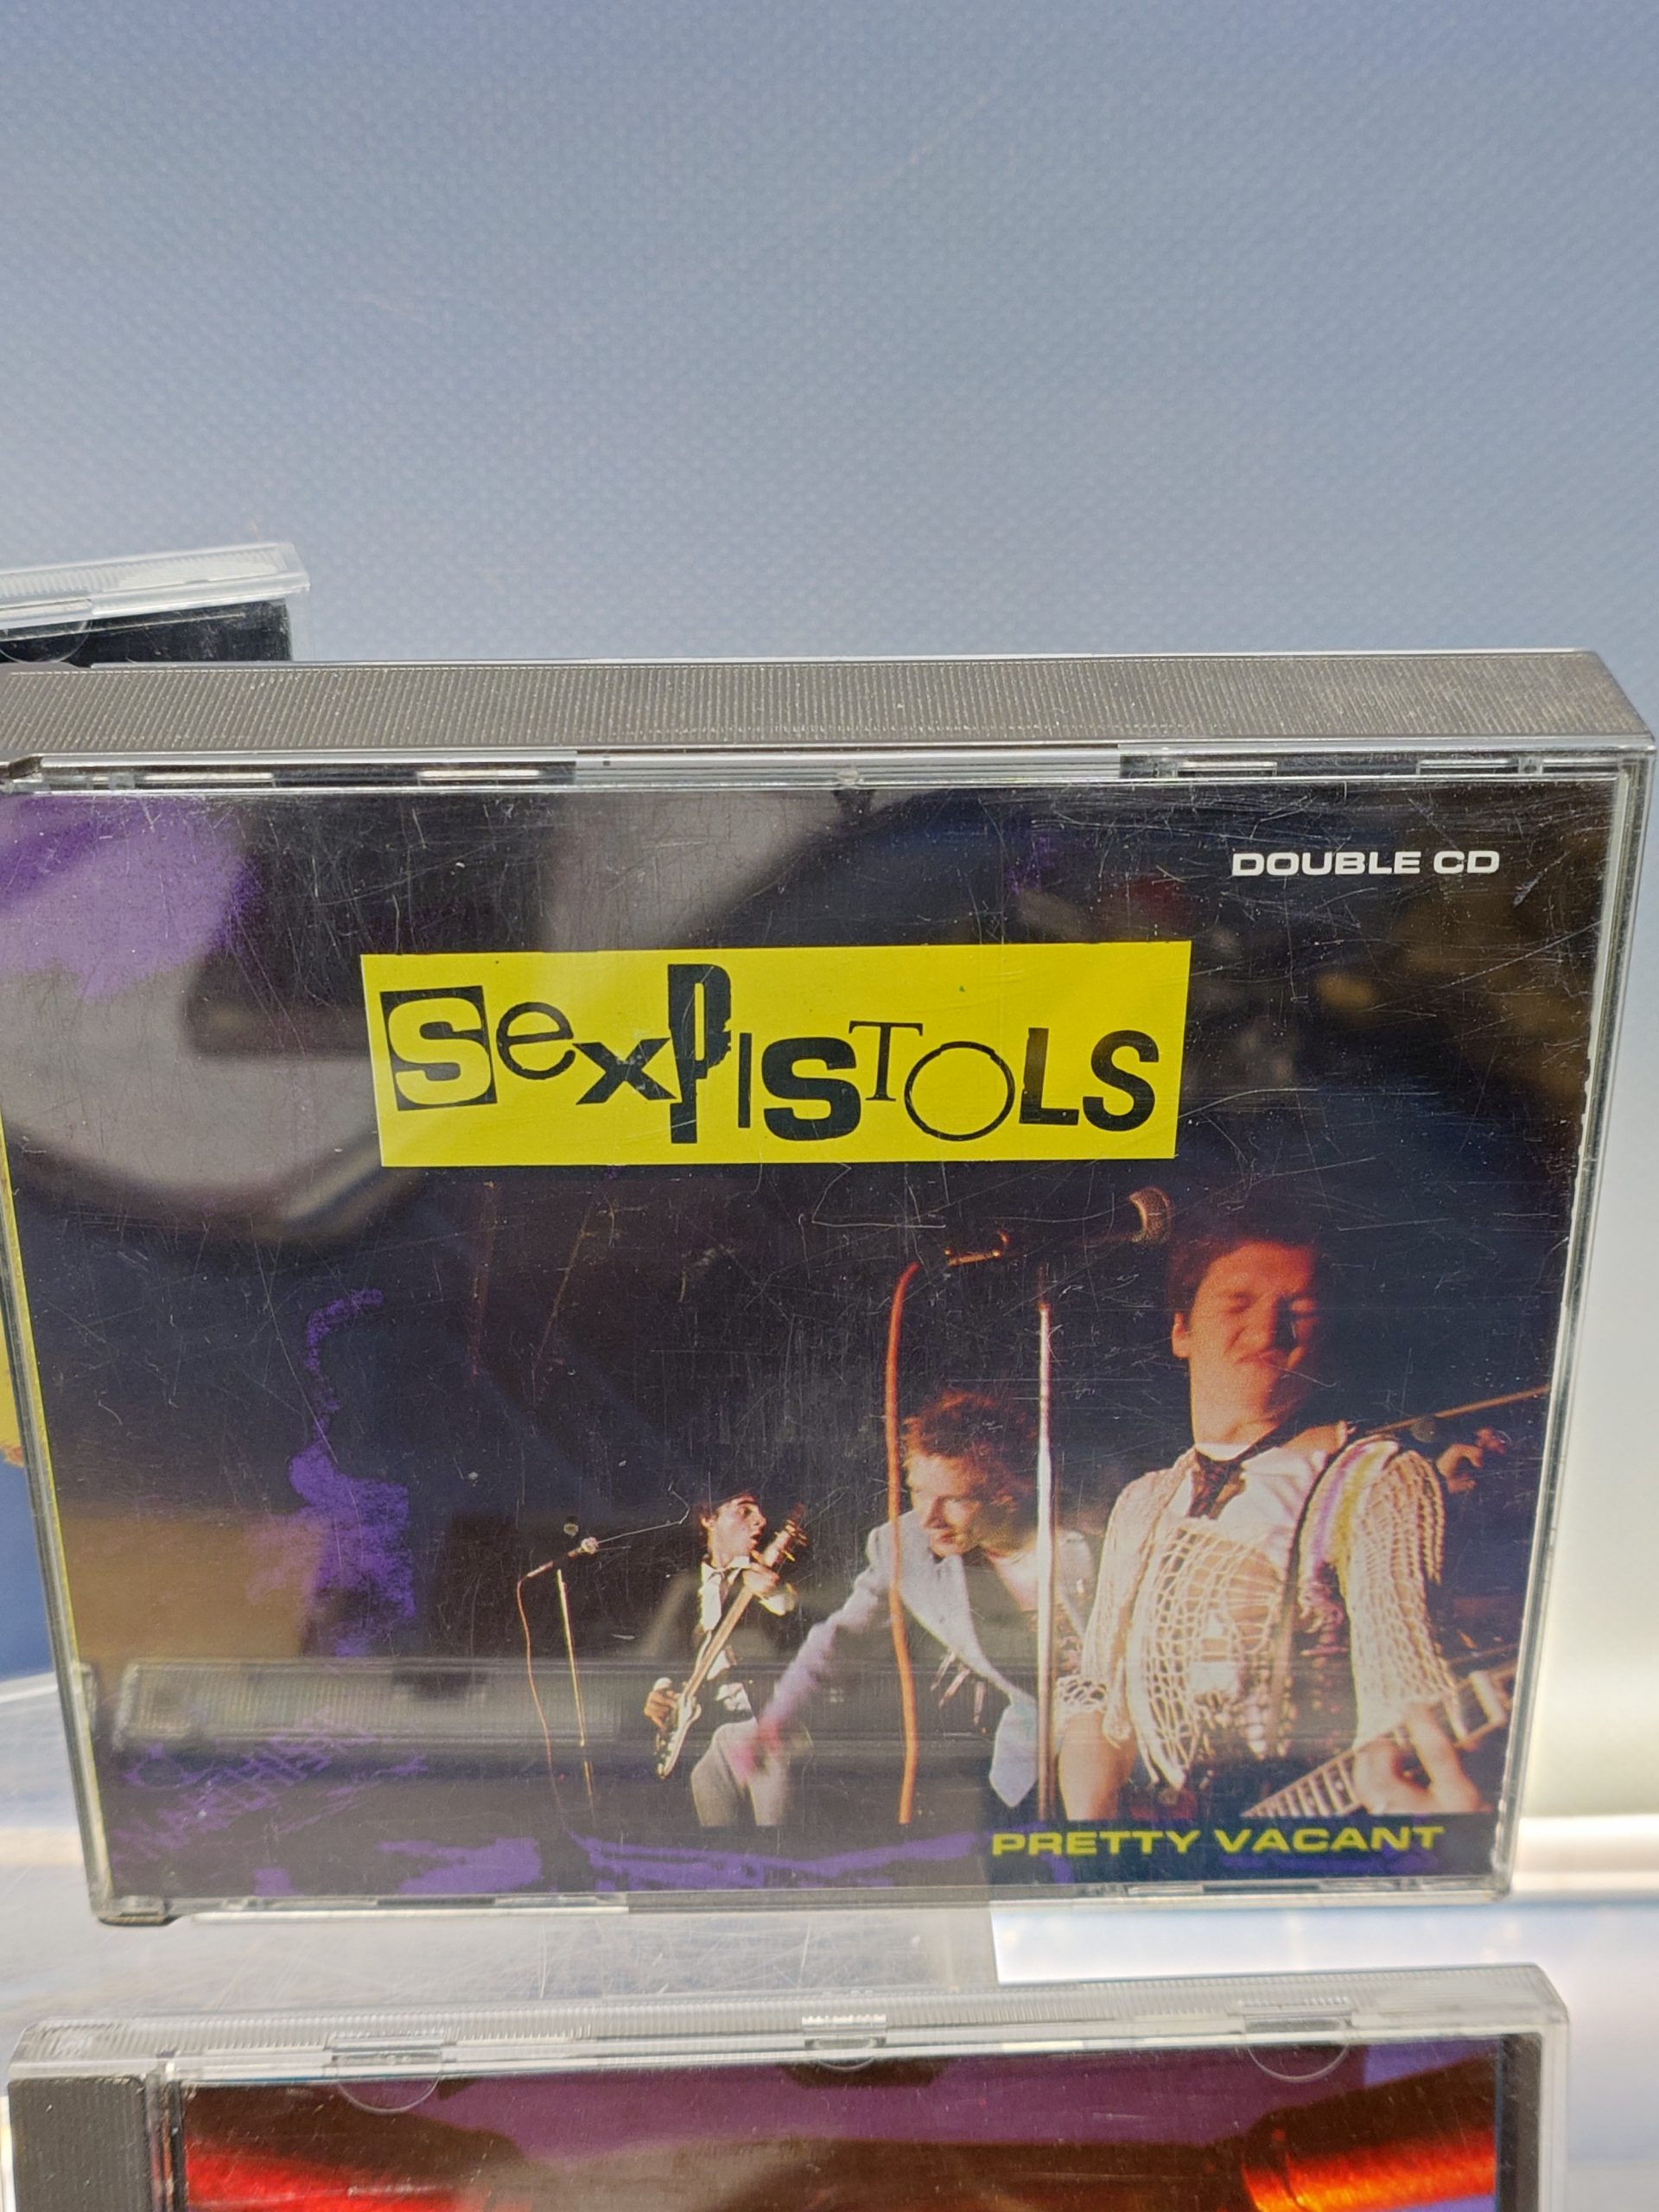 DOUBLE CD
SexPISTOLS
PRETTY VACANT